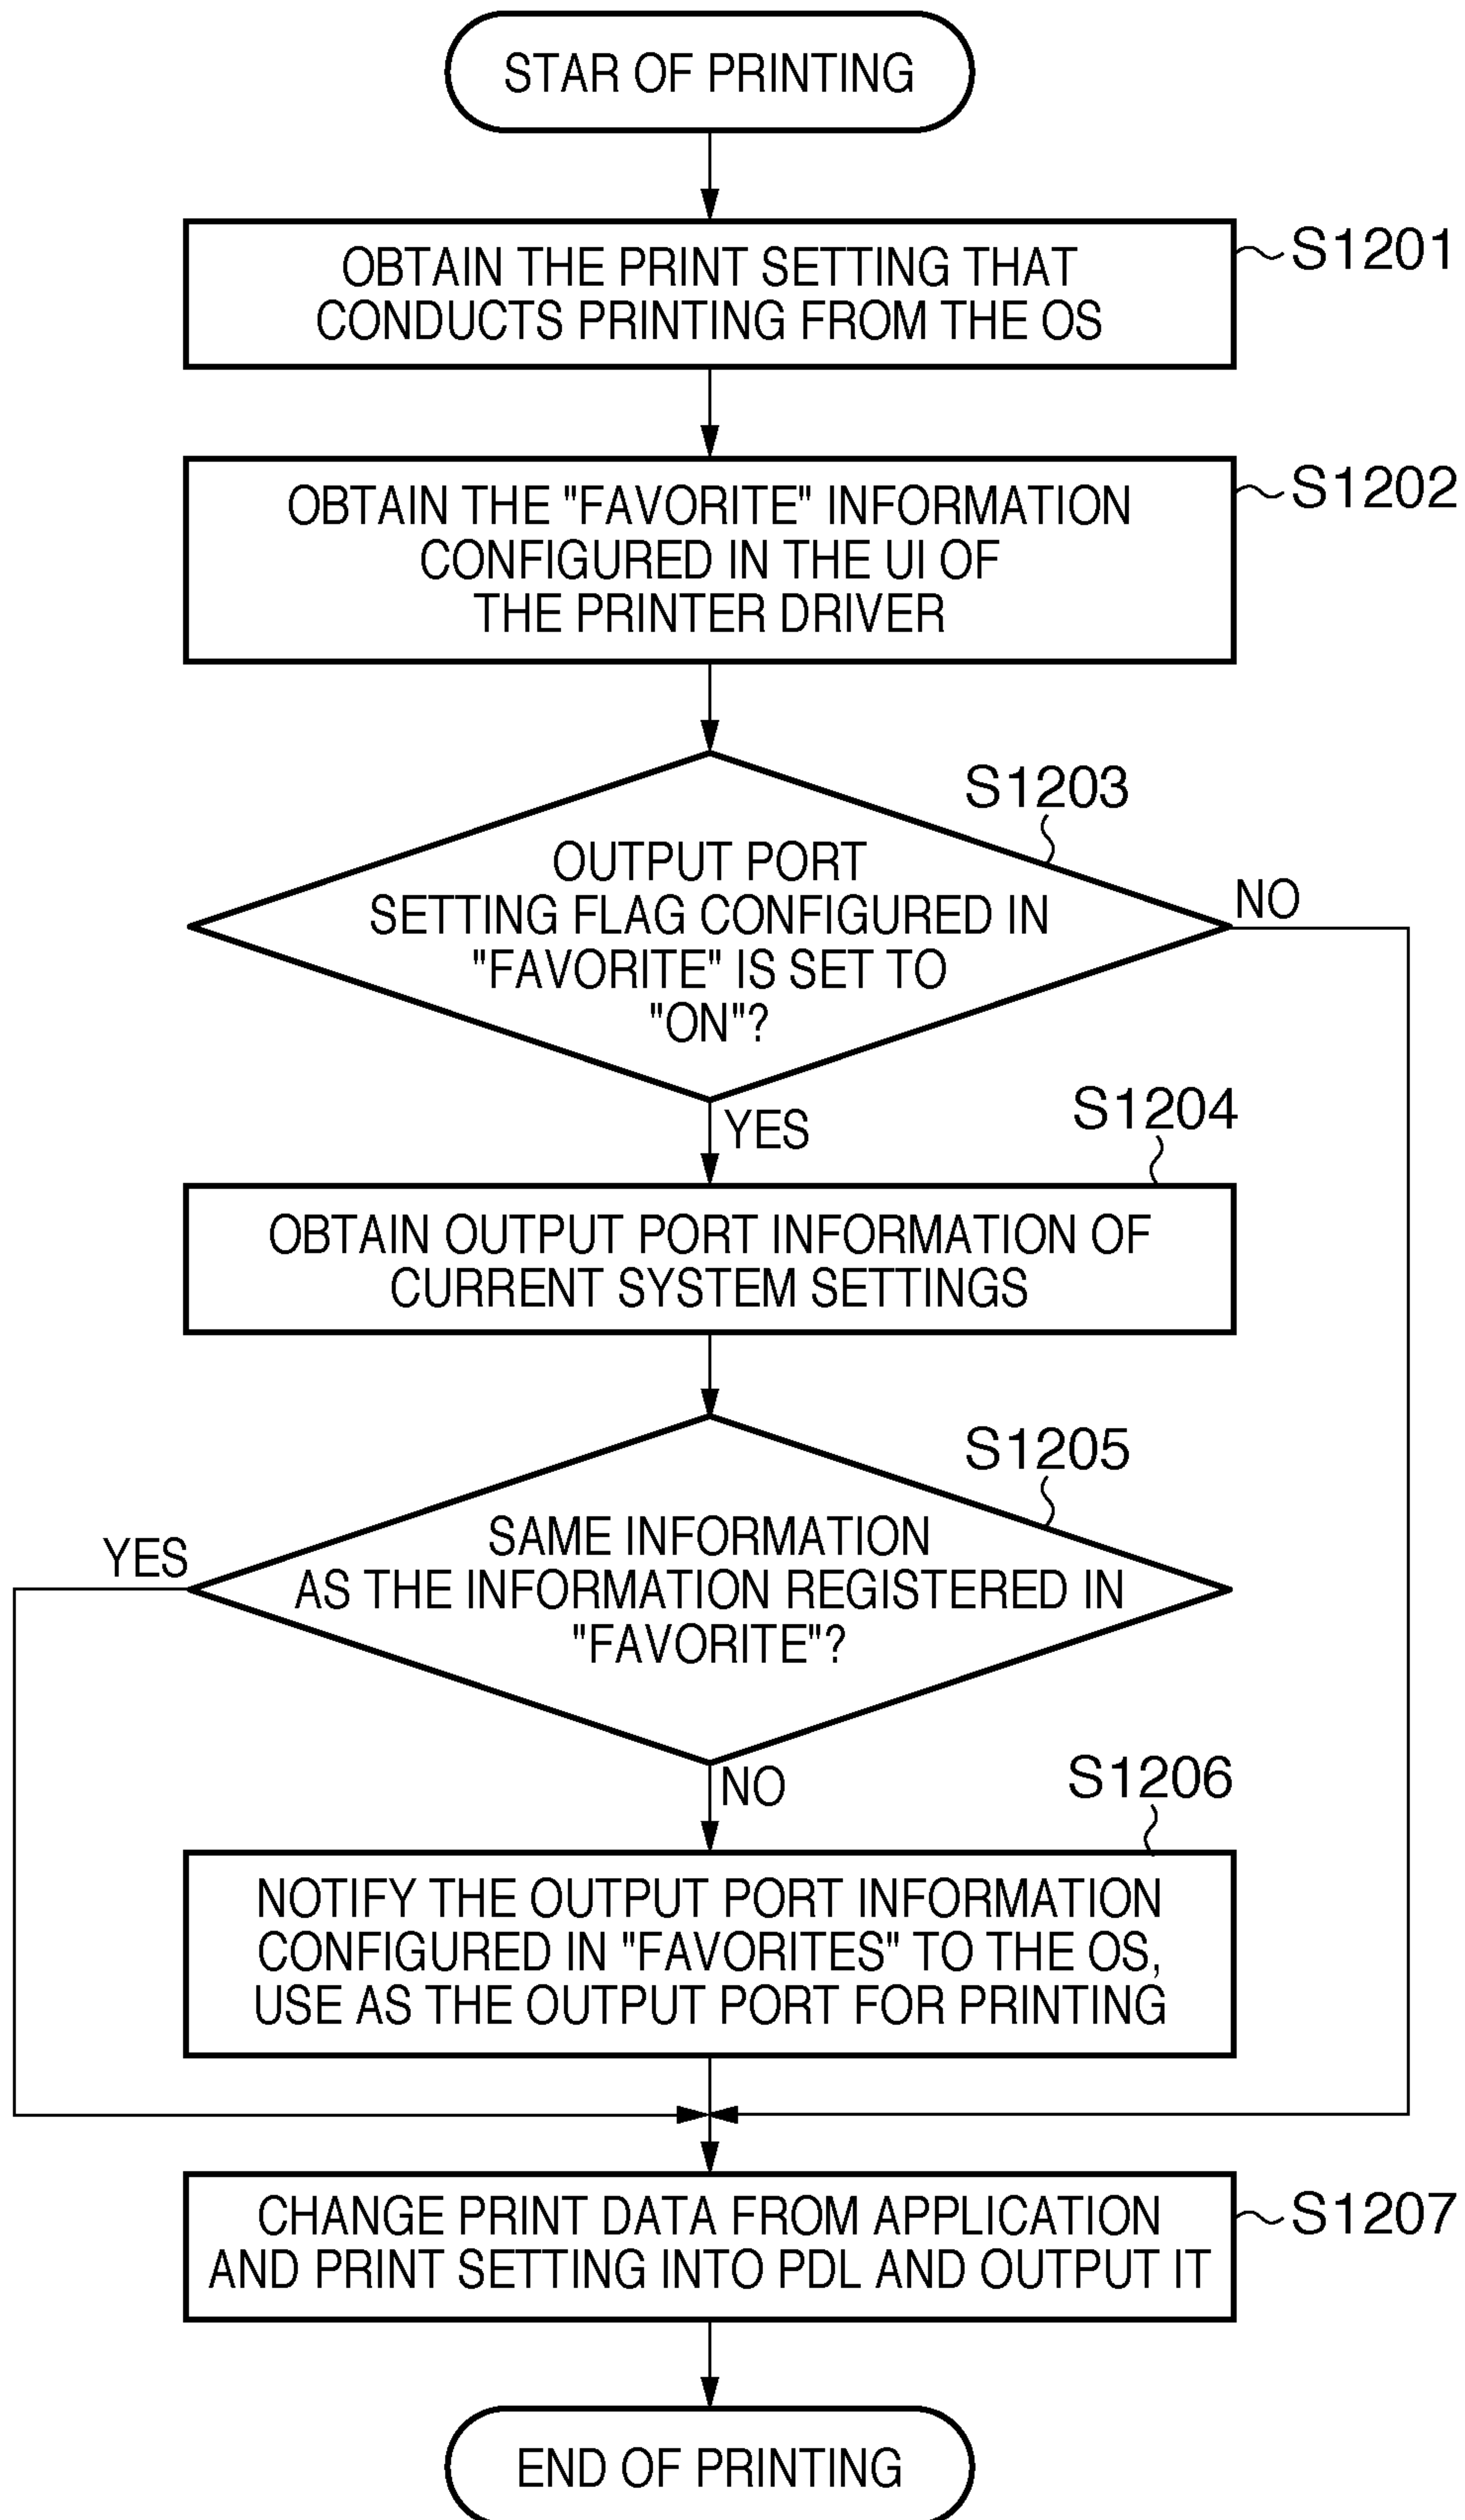 STAR OF PRINTING
OBTAIN THE PRINT SETTING THAT
CONDUCTS PRINTING FROM THE OS
S1201
OBTAIN THE "FAVORITE" INFORMATION
CONFIGURED IN THE UI OF
THE PRINTER DRIVER
S1202
S1203
OUTPUT PORT
SETTING FLAG CONFIGURED IN
"FAVORITE" IS SET TO
"ON"?
NO
YES
S1204
OBTAIN OUTPUT PORT INFORMATION OF
CURRENT SYSTEM SETTINGS
S1205
SAME INFORMATION
AS THE INFORMATION REGISTERED IN
"FAVORITE"?
YES
NO
S1206
NOTIFY THE OUTPUT PORT INFORMATION
CONFIGURED IN "FAVORITES" TO THE OS,
USE AS THE OUTPUT PORT FOR PRINTING
CHANGE PRINT DATA FROM APPLICATION
AND PRINT SETTING INTO PDL AND OUTPUT IT
S1207
END OF PRINTING